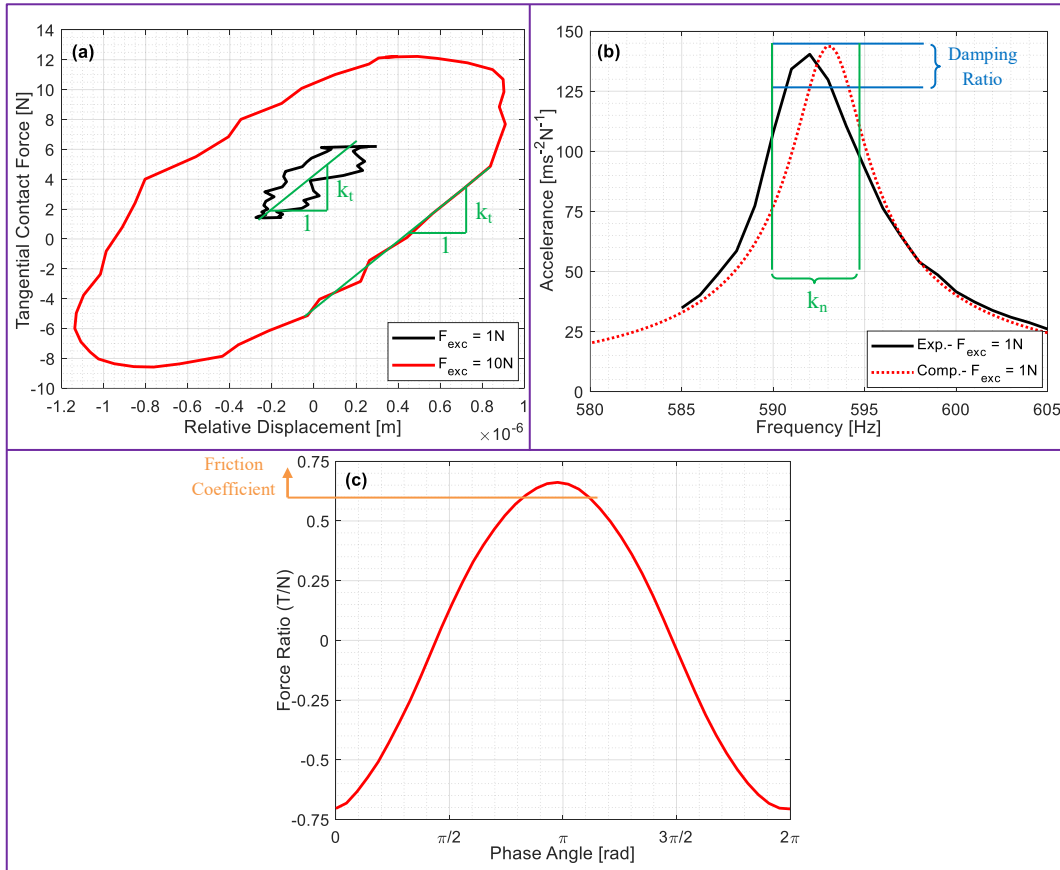 (a)
Tangential Contact Force [N]
14
12
10
8
6
4
2
0
-2
-4
-6
-8
-10
k_t
1
k_t
1
F_exc = 1N
F_exc = 10N
-1.2 -1 -0.8 -0.6 -0.4 -0.2 0 0.2 0.4 0.6 0.8 1
Relative Displacement [m]
×10^-6
(b)
Accelerance [ms^-2N^-1]
150
125
100
75
50
25
0
Damping
Ratio
k_n
Exp.- F_exc = 1N
Comp.- F_exc = 1N
580 585 590 595 600 605
Frequency [Hz]
Friction
Coefficient
(c)
Force Ratio (T/N)
0.75
0.5
0.25
0
-0.25
-0.5
-0.75
0 π/2 π 3π/2 2π
Phase Angle [rad]